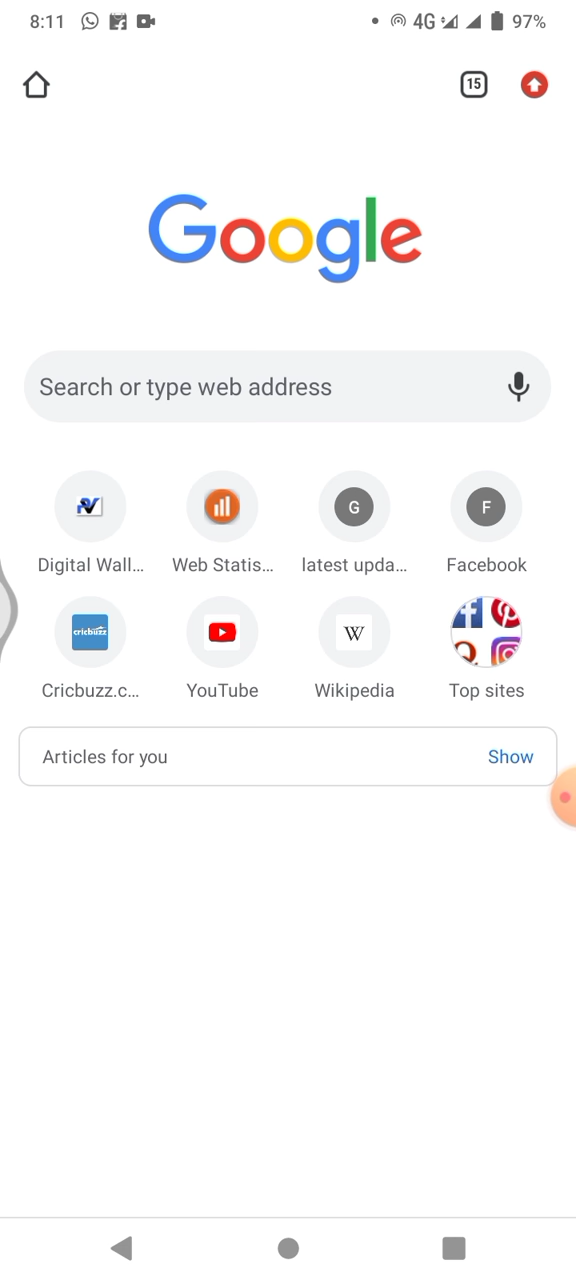 8:11 4G 97%
15
Google
Search or type web address
G F
Digital Wall... Web Statis... latest upda... Facebook
cricbuzz W
Cricbuzz.c... YouTube Wikipedia Top sites
Articles for you Show